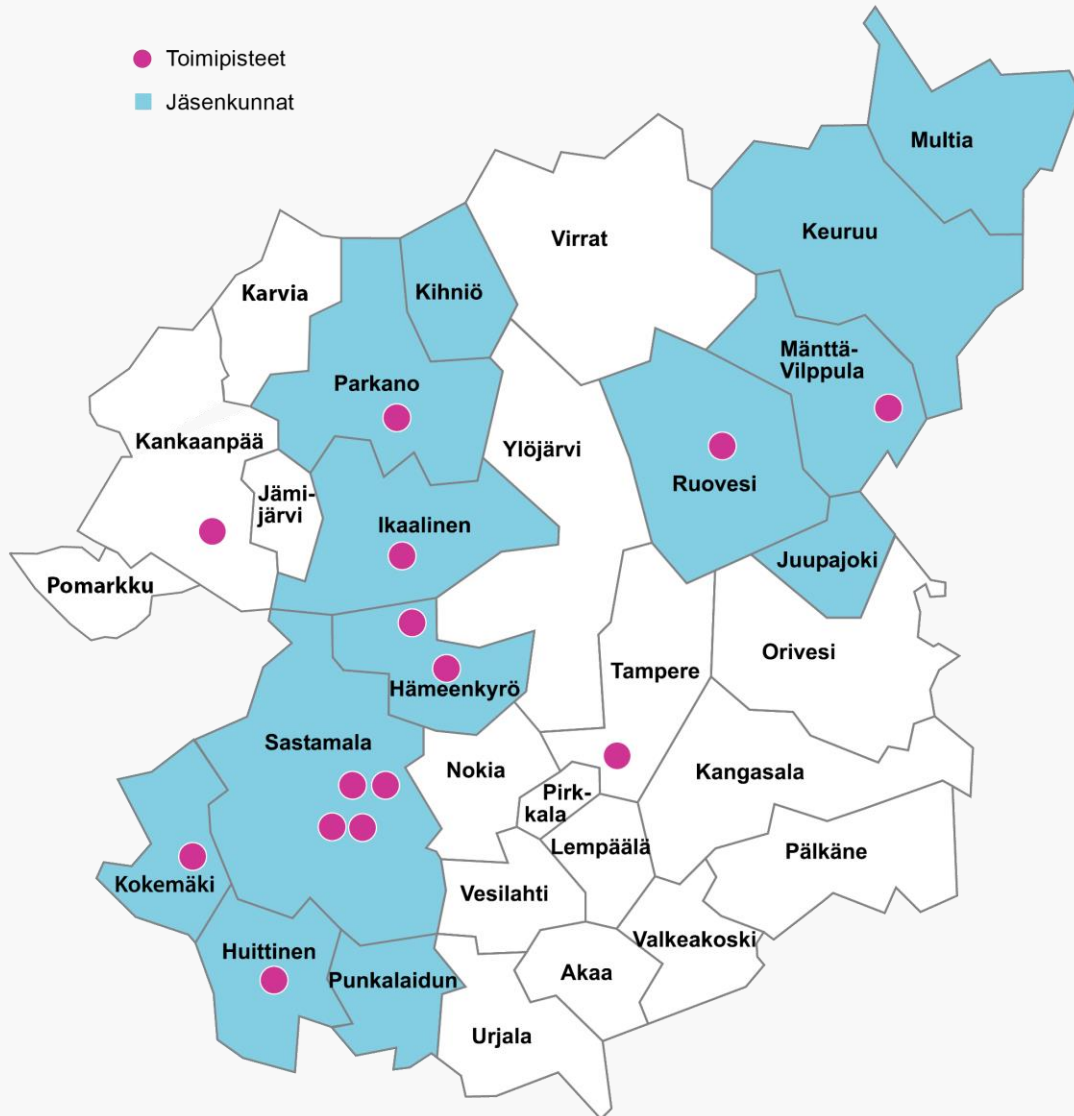 Toimipisteet
Jäsenkunnat
Multia
Keuruu
Virrat
Kihniö
Karvia
Mänttä-
Vilppula
Parkano
Kankaanpää
Ylöjärvi
Ruovesi
Jämi-
järvi
Ikaalinen
Juupajoki
Pomarkku
Orivesi
Tampere
Hämeenkyrö
Sastamala
Nokia
Kangasala
Pirk-
kala
Lempäälä
Pälkäne
Kokemäki
Vesilahti
Valkeakoski
Huittinen
Akaa
Punkalaidun
Urjala